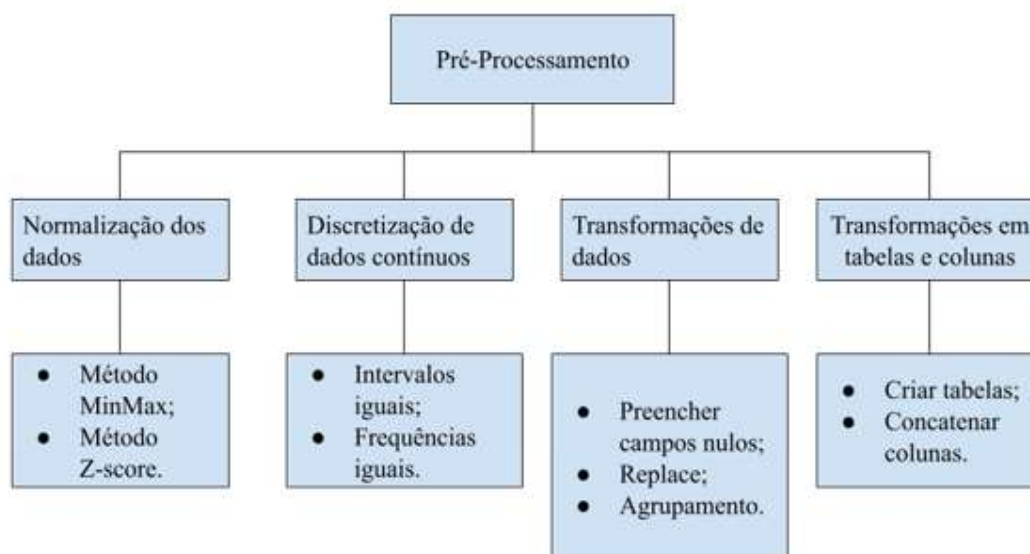 Pré-Processamento
Normalização dos
dados
Discretização de
dados contínuos
Transformações de
dados
Transformações em
tabelas e colunas
● Método
MinMax;
● Método
Z-score.
● Intervalos
iguais;
● Frequências
iguais.
● Preencher
campos nulos;
● Replace;
● Agrupamento.
● Criar tabelas;
● Concatenar
colunas.